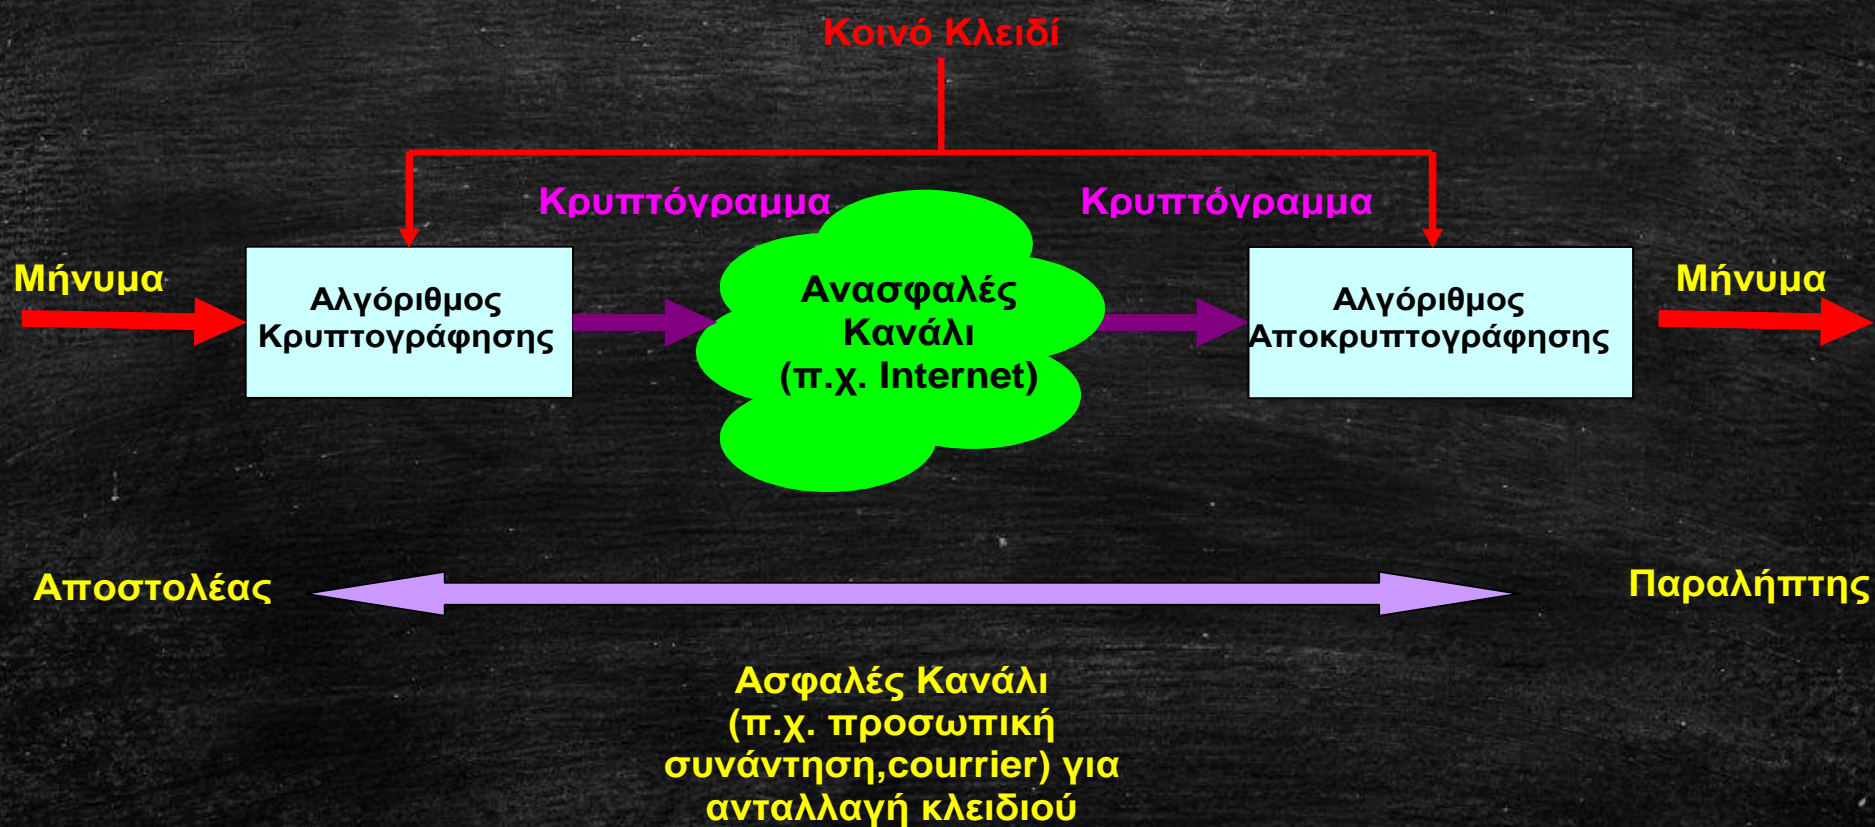 Κοινό Κλειδί
Κρυπτόγραμμα
Κρυπτόγραμμα
Μήνυμα
Αλγόριθμος
Κρυπτογράφησης
Ανασφαλές
Κανάλι
(π.χ. Internet)
Αλγόριθμος
Αποκρυπτογράφησης
Μήνυμα
Αποστολέας
Παραλήπτης
Ασφαλές Κανάλι
(π.χ. προσωπική
συνάντηση,courrier) για
ανταλλαγή κλειδιού